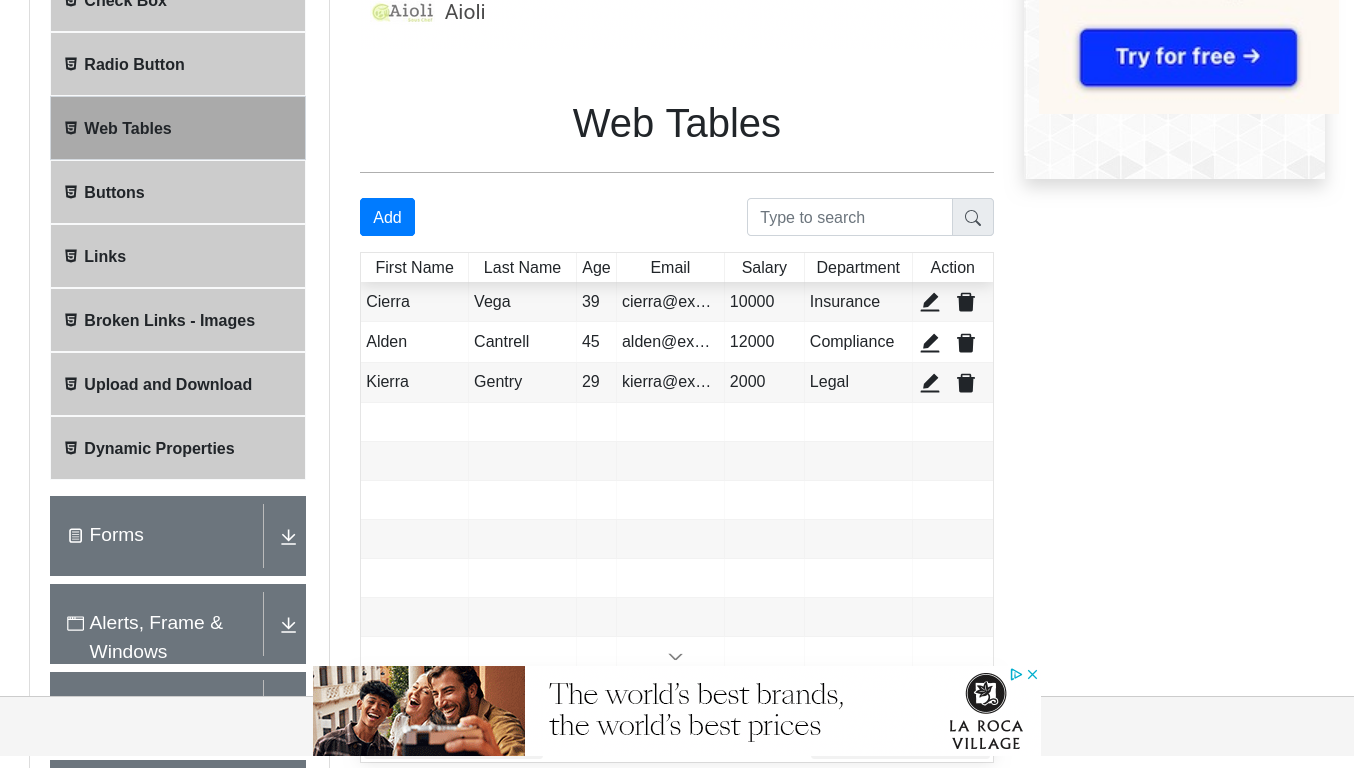 Check Box
Radio Button
Web Tables
Buttons
Links
Broken Links - Images
Upload and Download
Dynamic Properties
Forms
Alerts, Frame &
Windows
Aioli
Aioli
Web Tables
Add
Type to search
First Name Last Name Age Email Salary Department Action
Cierra Vega 39 cierra@ex… 10000 Insurance
Alden Cantrell 45 alden@ex… 12000 Compliance
Kierra Gentry 29 kierra@ex… 2000 Legal
Try for free →
The world's best brands,
the world's best prices
LA ROCA
VILLAGE